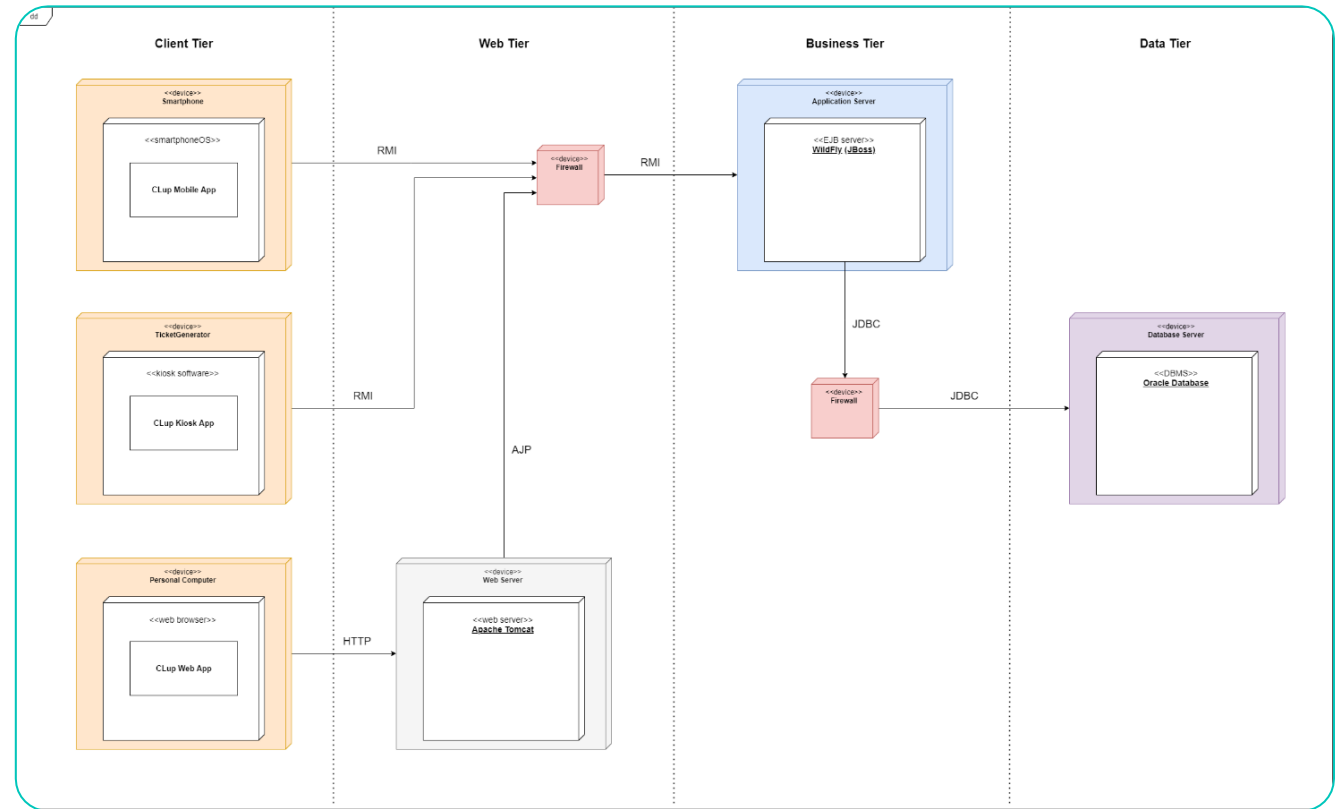 dd
Client Tier
Web Tier
Business Tier
Data Tier
<<device>>
Smartphone
<<smartphoneOS>>
CLup Mobile App
RMI
<<device>>
Firewall
RMI
<<device>>
Application Server
<<EJB server>>
WildFly (JBoss)
<<device>>
TicketGenerator
<<kiosk software>>
CLup Kiosk App
RMI
JDBC
<<device>>
Firewall
JDBC
<<device>>
Database Server
<<DBMS>>
Oracle Database
AJP
<<device>>
Personal Computer
<<web browser>>
CLup Web App
HTTP
<<device>>
Web Server
<<web server>>
Apache Tomcat